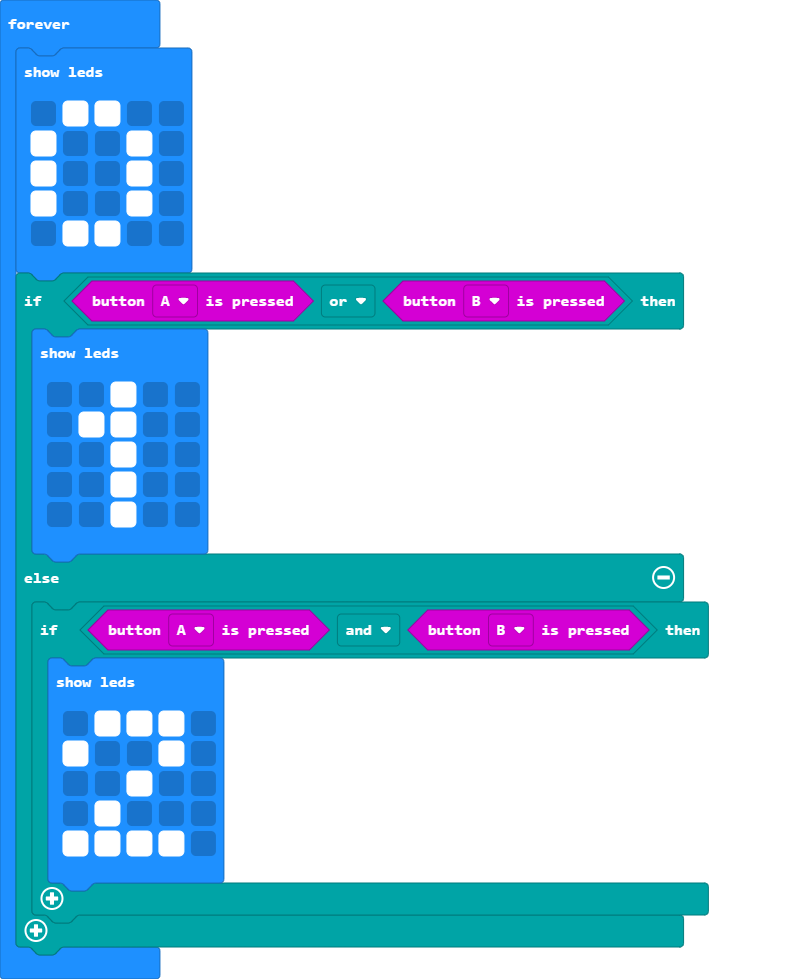 forever
show leds
if button A is pressed or button B is pressed then
show leds
else
if button A is pressed and button B is pressed then
show leds